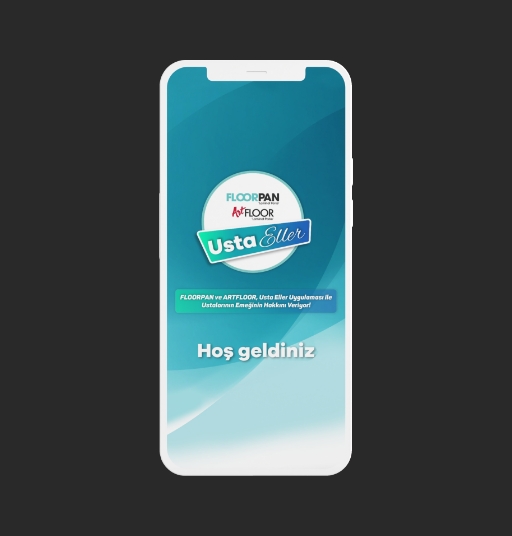 FLOORPAN
ArtFLOOR
Usta Eller
FLOORPAN ve ARTFLOOR, Usta Eller Uygulaması ile
Ustalarının Emeğinin Hakkını Veriyor!
Hoş geldiniz